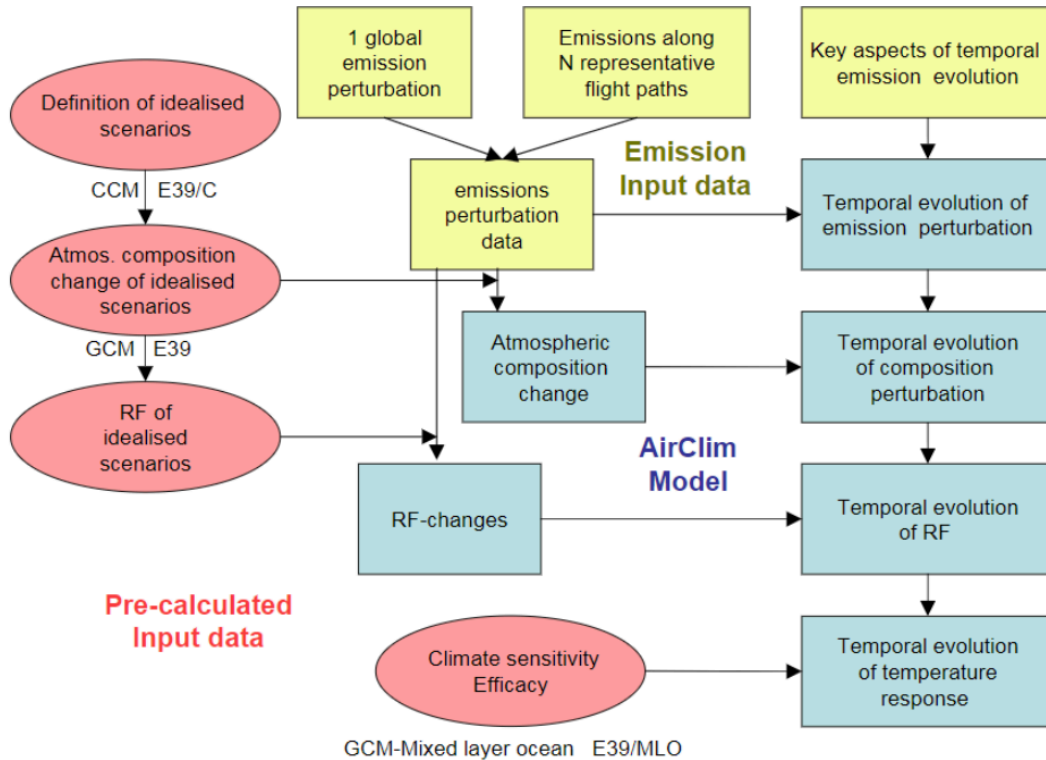 1 global
emission
perturbation
Emissions along
N representative
flight paths
Key aspects of temporal
emission evolution
Definition of idealised
scenarios
Emission
Input data
CCM E39/C
emissions
perturbation
data
Temporal evolution of
emission perturbation
Atmos. composition
change of idealised
scenarios
GCM E39
Atmospheric
composition
change
Temporal evolution
of composition
perturbation
RF of
idealised
scenarios
AirClim
Model
RF-changes
Temporal evolution
of RF
Pre-calculated
Input data
Climate sensitivity
Efficacy
Temporal evolution
of temperature
response
GCM-Mixed layer ocean E39/MLO